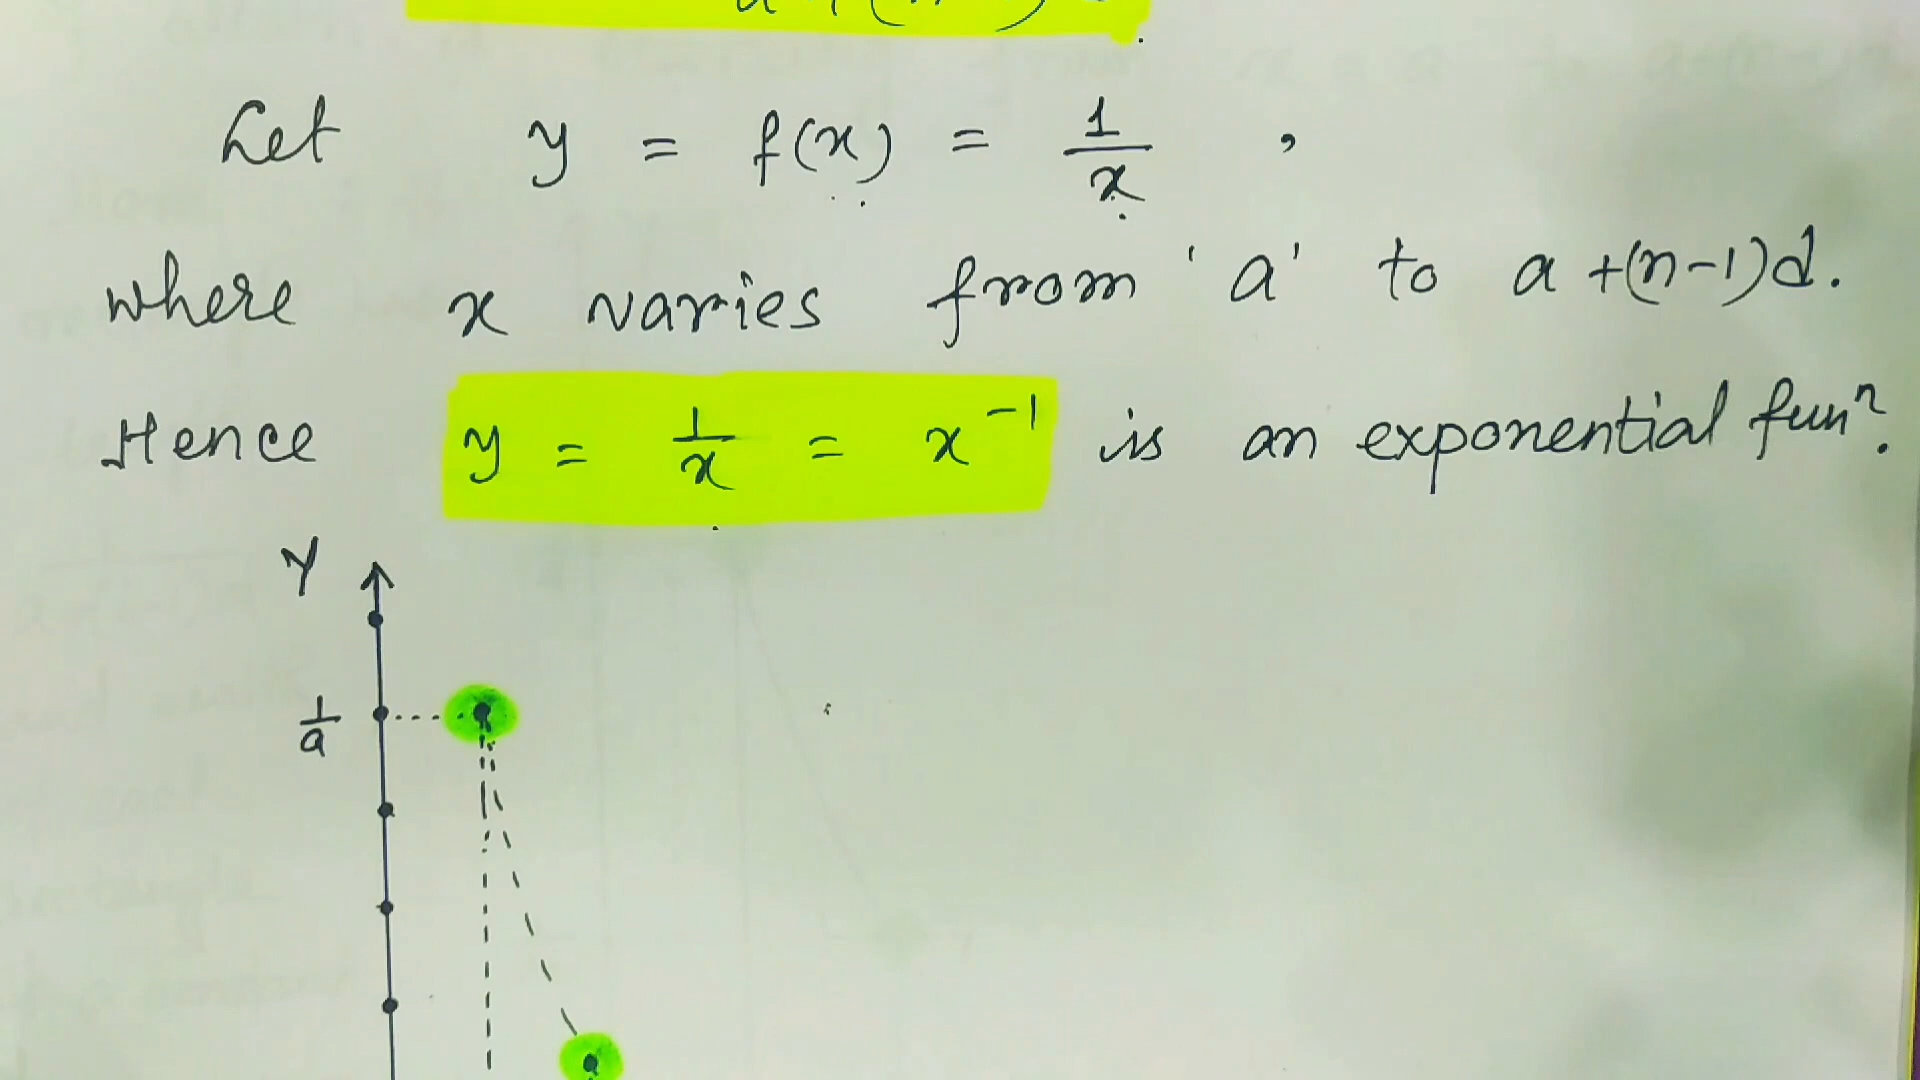 Let y = f(x) = 1/x ,
where x varies from 'a' to a+(n-1)d.
Hence y = 1/x = x⁻¹ is an exponential funⁿ.
Y
1/a